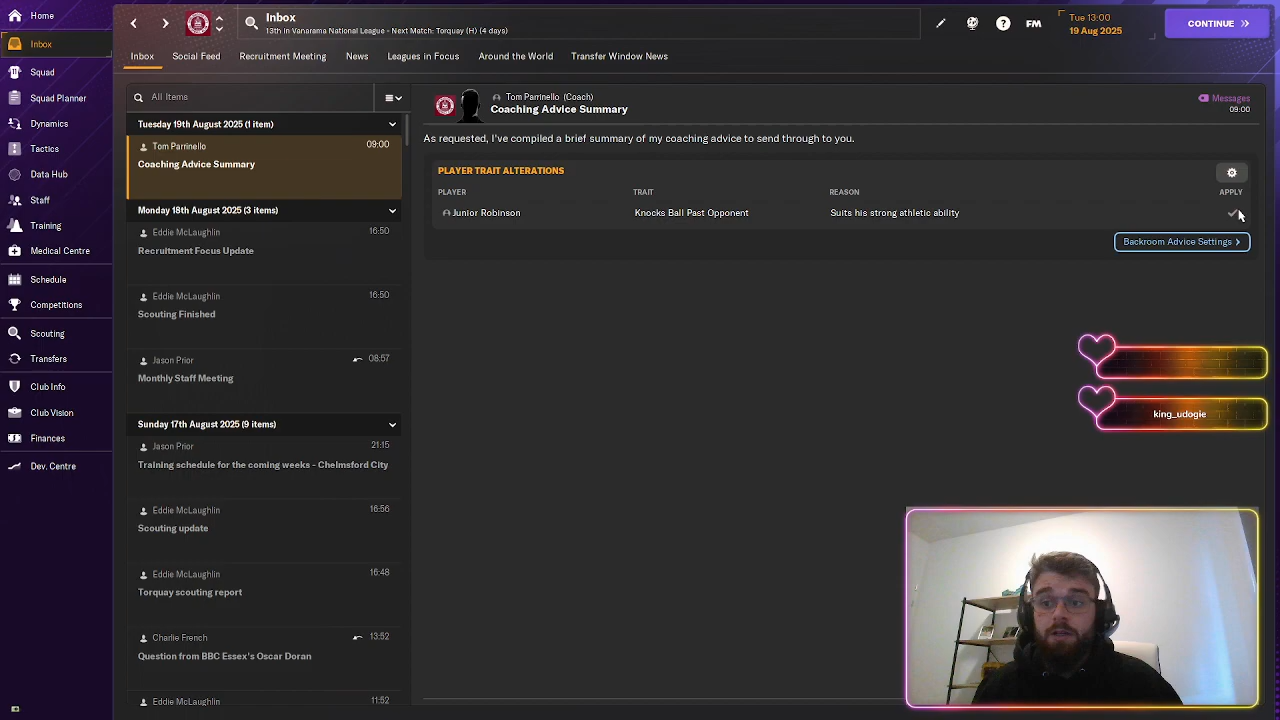 Home
Inbox
Squad
Squad Planner
Dynamics
Tactics
Data Hub
Staff
Training
Medical Centre
Schedule
Competitions
Scouting
Transfers
Club Info
Club Vision
Finances
Dev. Centre
Inbox
13th in Vanarama National League - Next Match: Torquay (H) (4 days)
FM
Tue 13:00
19 Aug 2025
CONTINUE
Inbox Social Feed Recruitment Meeting News Leagues in Focus Around the World Transfer Window News
All Items
Tuesday 19th August 2025 (1 item)
Tom Parrinello 09:00
Coaching Advice Summary
Monday 18th August 2025 (3 items)
Eddie McLaughlin 16:50
Recruitment Focus Update
Eddie McLaughlin 16:50
Scouting Finished
Jason Prior 08:57
Monthly Staff Meeting
Sunday 17th August 2025 (9 items)
Jason Prior 21:15
Training schedule for the coming weeks - Chelmsford City
Eddie McLaughlin 16:56
Scouting update
Eddie McLaughlin 16:48
Torquay scouting report
Charlie French 13:52
Question from BBC Essex's Oscar Doran
Eddie McLaughlin 11:52
Tom Parrinello (Coach)
Coaching Advice Summary
Messages
09:00
As requested, I've compiled a brief summary of my coaching advice to send through to you.
PLAYER TRAIT ALTERATIONS
PLAYER TRAIT REASON APPLY
Junior Robinson Knocks Ball Past Opponent Suits his strong athletic ability
Backroom Advice Settings
king_udogie